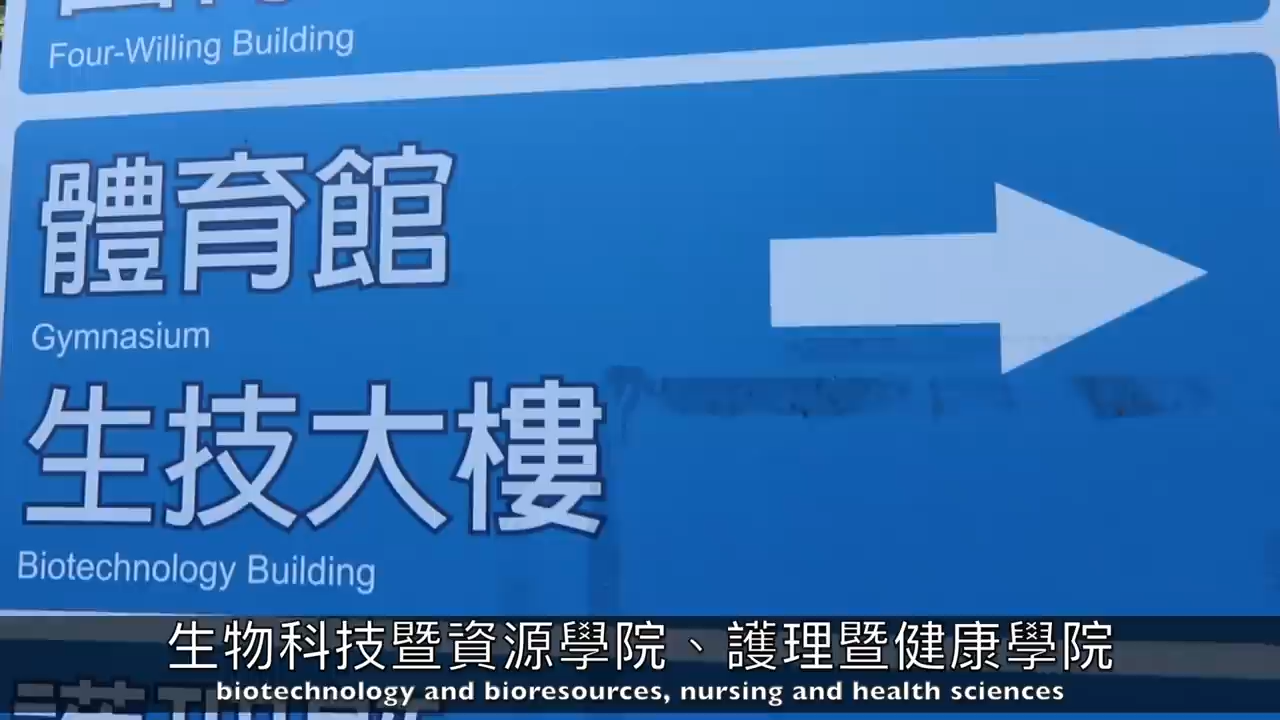 Four-Willing Building
體育館
Gymnasium
生技大樓
Biotechnology Building
生物科技暨資源學院、護理暨健康學院
biotechnology and bioresources, nursing and health sciences